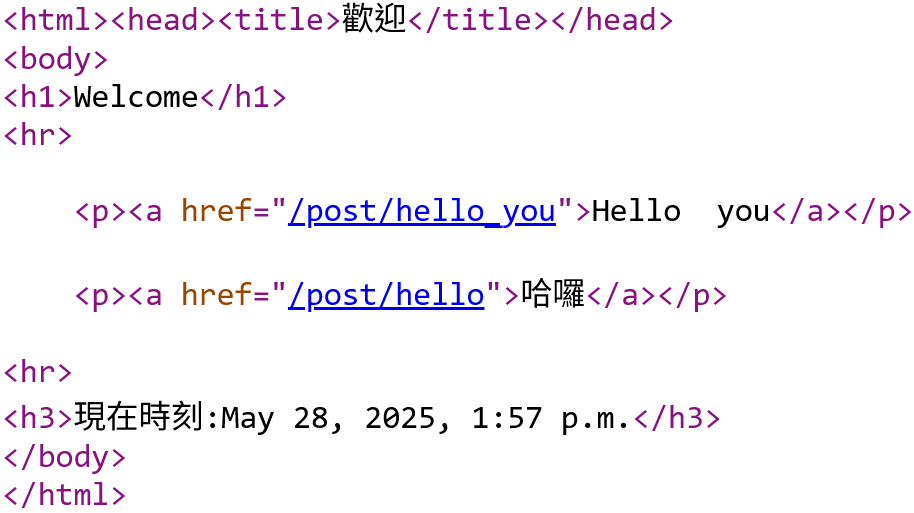 <html><head><title>歡迎</title></head>
<body>
<h1>Welcome</h1>
<hr>
<p><a href="/post/hello_you">Hello  you</a></p>
<p><a href="/post/hello">哈囉</a></p>
<hr>
<h3>現在時刻:May 28, 2025, 1:57 p.m.</h3>
</body>
</html>